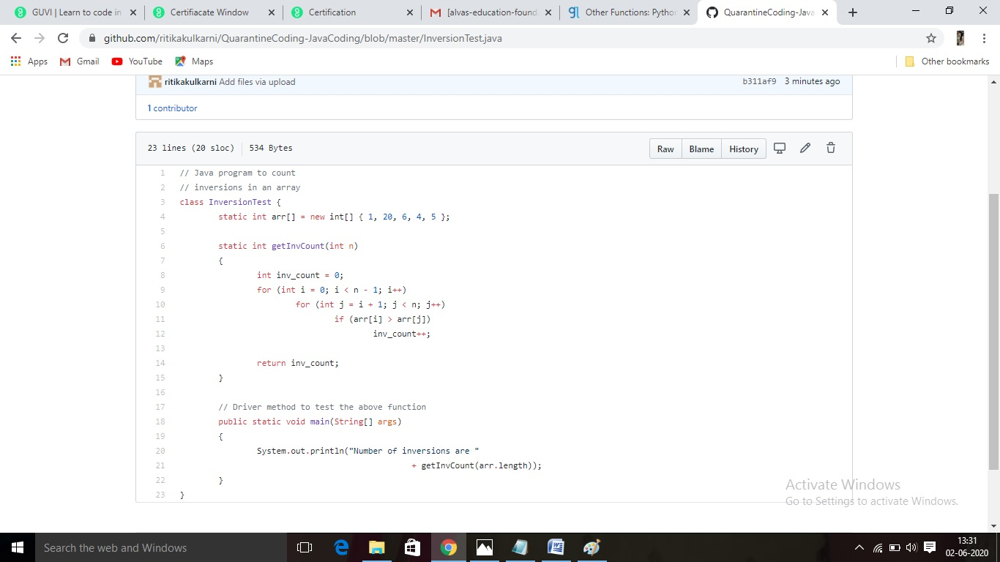 GUVI | Learn to code in
Certifiacate Window
Certification
[alvas-education-found
Other Functions: Python
QuarantineCoding-Java
github.com/ritikakulkarni/QuarantineCoding-JavaCoding/blob/master/InversionTest.java
Apps Gmail YouTube Maps Other bookmarks
ritikakulkarni Add files via upload b311af9 3 minutes ago
1 contributor
23 lines (20 sloc) 534 Bytes Raw Blame History
1 // Java program to count
2 // inversions in an array
3 class InversionTest {
4 static int arr[] = new int[] { 1, 20, 6, 4, 5 };
5
6 static int getInvCount(int n)
7 {
8 int inv_count = 0;
9 for (int i = 0; i < n - 1; i++)
10 for (int j = i + 1; j < n; j++)
11 if (arr[i] > arr[j])
12 inv_count++;
13
14 return inv_count;
15 }
16
17 // Driver method to test the above function
18 public static void main(String[] args)
19 {
20 System.out.println("Number of inversions are "
21 + getInvCount(arr.length));
22 }
23 }
Activate Windows
Go to Settings to activate Windows.
Search the web and Windows
13:31
02-06-2020